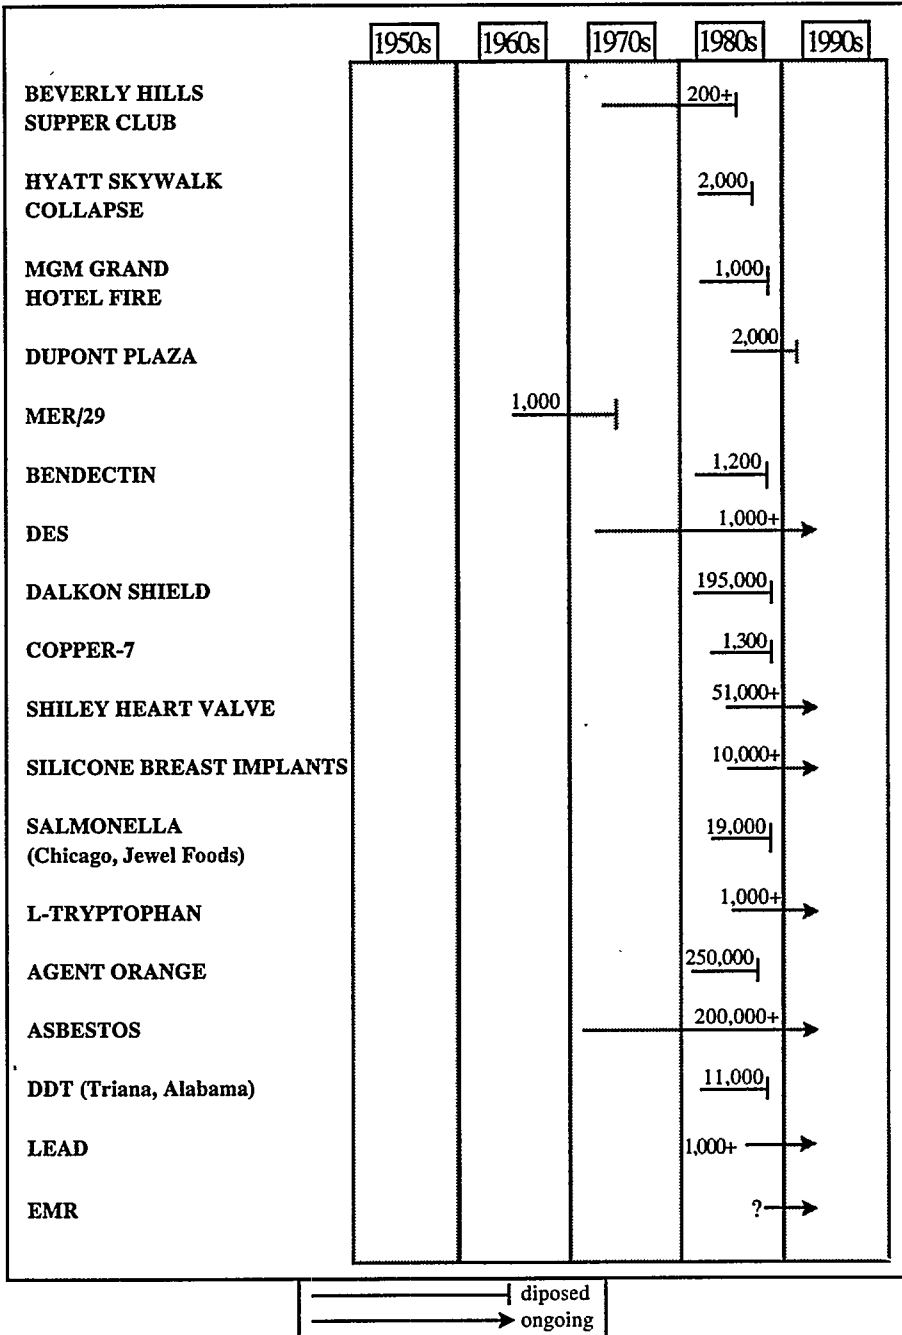 1950s 1960s 1970s 1980s 1990s
BEVERLY HILLS 200+
SUPPER CLUB
HYATT SKYWALK 2,000
COLLAPSE
MGM GRAND 1,000
HOTEL FIRE
DUPONT PLAZA 2,000
MER/29 1,000
BENDECTIN 1,200
DES 1,000+
DALKON SHIELD 195,000
COPPER-7 1,300
SHILEY HEART VALVE 51,000+
SILICONE BREAST IMPLANTS 10,000+
SALMONELLA 19,000
(Chicago, Jewel Foods)
L-TRYPTOPHAN 1,000+
AGENT ORANGE 250,000
ASBESTOS 200,000+
DDT (Triana, Alabama) 11,000
LEAD 1,000+
EMR ?
diposed
ongoing